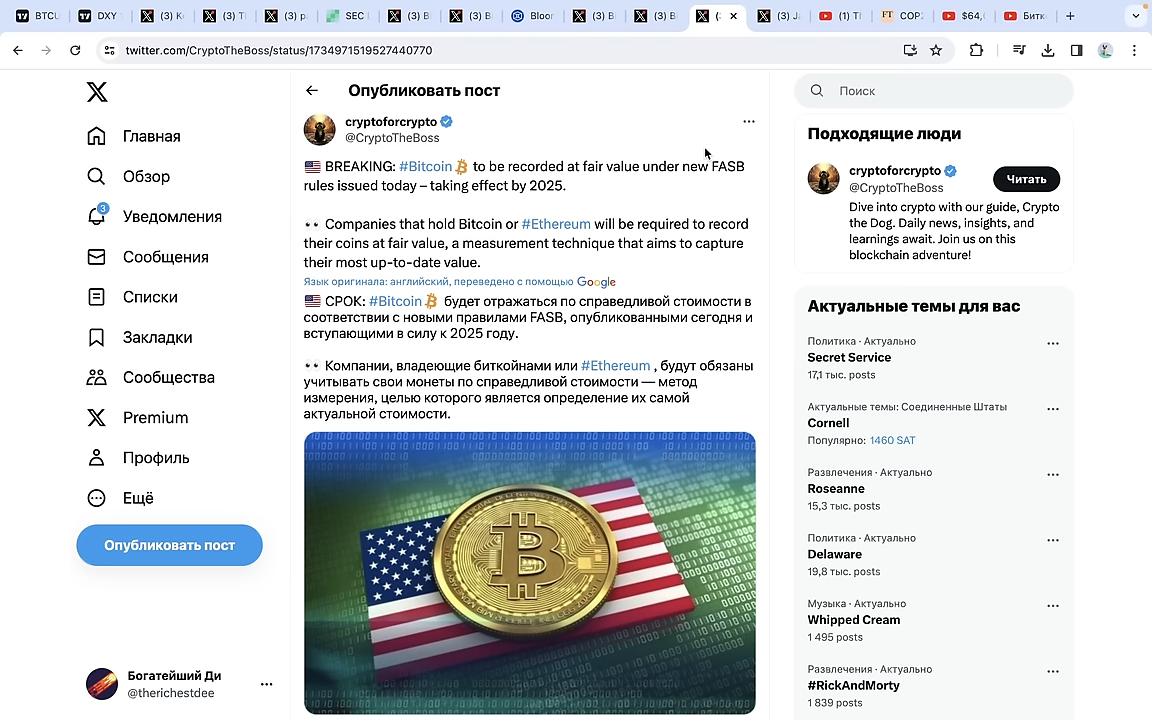 BTCU
DXY
(3) К
(3) T
(3) р
SEC
(3) B
(3) B
Bloor
(3) B
(3) B
(
(3) J
(1) T
COP
$64,
Битк
twitter.com/CryptoTheBoss/status/1734971519527440770
Главная
Обзор
3
Уведомления
Сообщения
Списки
Закладки
Сообщества
Premium
Профиль
Ещё
Опубликовать пост
Богатейший Ди
@therichestdee
Опубликовать пост
cryptoforcrypto
@CryptoTheBoss
BREAKING: #Bitcoin to be recorded at fair value under new FASB
rules issued today – taking effect by 2025.
Companies that hold Bitcoin or #Ethereum will be required to record
their coins at fair value, a measurement technique that aims to capture
their most up-to-date value.
Язык оригинала: английский, переведено с помощью Google
СРОК: #Bitcoin будет отражаться по справедливой стоимости в
соответствии с новыми правилами FASB, опубликованными сегодня и
вступающими в силу к 2025 году.
Компании, владеющие биткойнами или #Ethereum , будут обязаны
учитывать свои монеты по справедливой стоимости — метод
измерения, целью которого является определение их самой
актуальной стоимости.
Поиск
Подходящие люди
cryptoforcrypto
@CryptoTheBoss
Читать
Dive into crypto with our guide, Crypto
the Dog. Daily news, insights, and
learnings await. Join us on this
blockchain adventure!
Актуальные темы для вас
Политика · Актуально
Secret Service
17,1 тыс. posts
Актуальные темы: Соединенные Штаты
Cornell
Популярно: 1460 SAT
Развлечения · Актуально
Roseanne
15,3 тыс. posts
Политика · Актуально
Delaware
19,8 тыс. posts
Музыка · Актуально
Whipped Cream
1 495 posts
Развлечения · Актуально
#RickAndMorty
1 839 posts